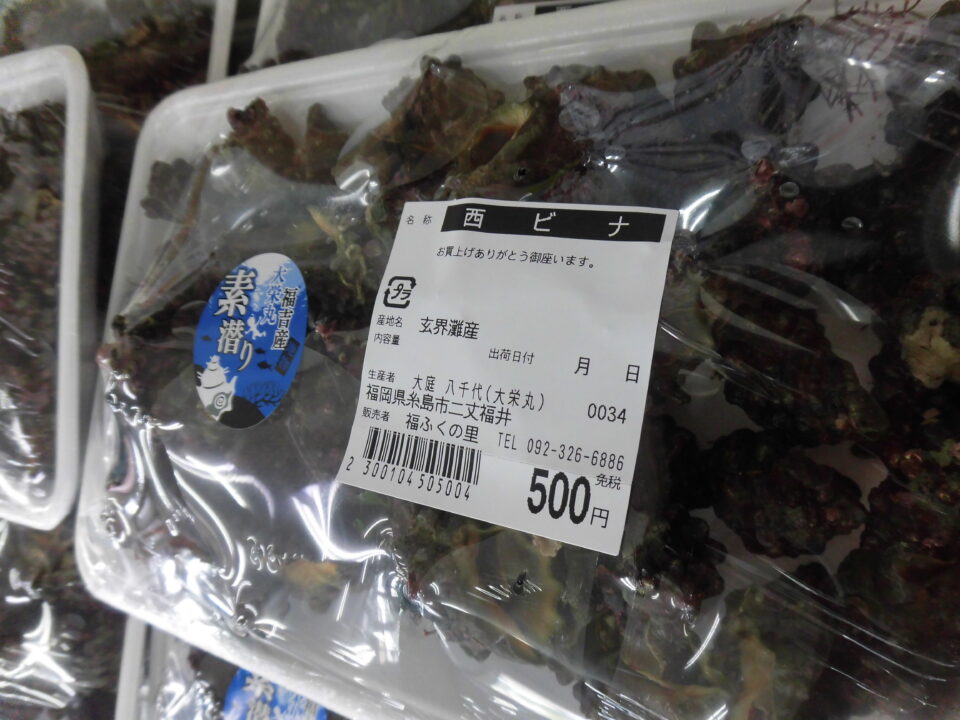 名 称 西 ビ ナ
お買上げありがとう御座います。
プラ
産地名 玄界灘産
内容量
出荷日付 月 日
生産者 大庭 八千代(大栄丸) 0034
福岡県糸島市二丈福井
販売者 福ふくの里 TEL 092-326-6886
2 300104505004
500円 免税
福吉産
大栄丸
素潜り
素潜